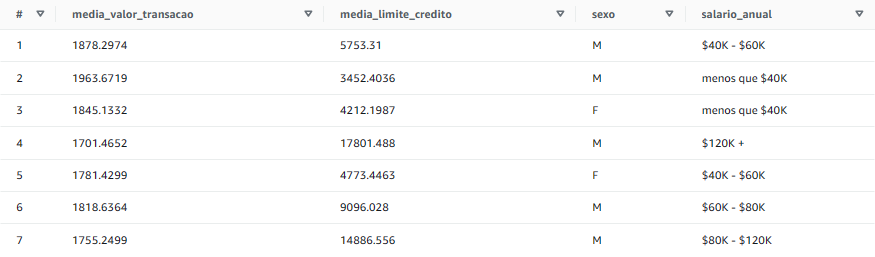 # media_valor_transacao media_limite_credito sexo salario_anual
1 1878.2974 5753.31 M $40K - $60K
2 1963.6719 3452.4036 M menos que $40K
3 1845.1332 4212.1987 F menos que $40K
4 1701.4652 17801.488 M $120K +
5 1781.4299 4773.4463 F $40K - $60K
6 1818.6364 9096.028 M $60K - $80K
7 1755.2499 14886.556 M $80K - $120K